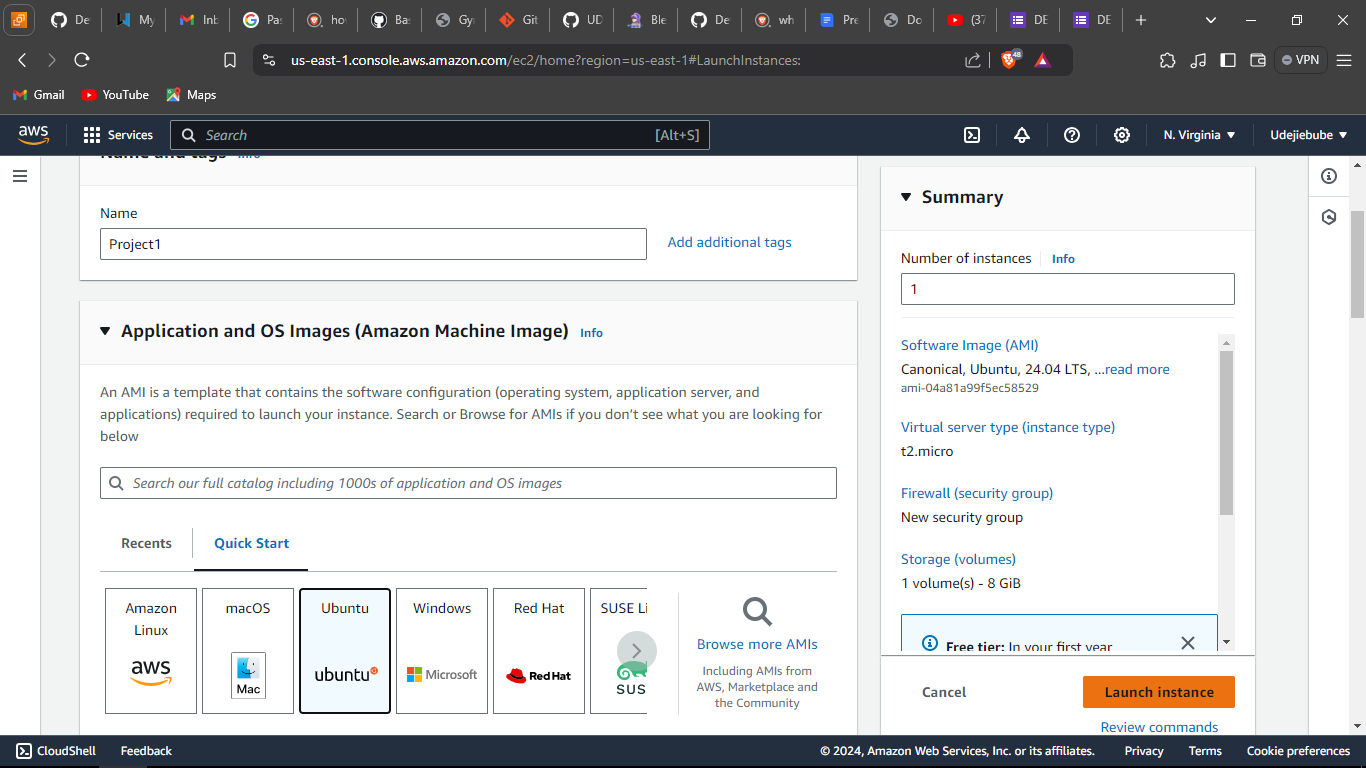 De
My
Inb
Pas
how
Bas
Gy
Git
UD
Ble
De
wh
Pre
Do
(37
DE
DE
us-east-1.console.aws.amazon.com/ec2/home?region=us-east-1#LaunchInstances:
48
VPN
Gmail
YouTube
Maps
aws
Services
Search
[Alt+S]
N. Virginia
Udejiebube
Name and tags Info
Name
Project1
Add additional tags
Application and OS Images (Amazon Machine Image) Info
An AMI is a template that contains the software configuration (operating system, application server, and
applications) required to launch your instance. Search or Browse for AMIs if you don't see what you are looking for
below
Search our full catalog including 1000s of application and OS images
Recents
Quick Start
Amazon
Linux
aws
macOS
Mac
Ubuntu
ubuntu
Windows
Microsoft
Red Hat
Red Hat
SUSE Li
SUS
Browse more AMIs
Including AMIs from
AWS, Marketplace and
the Community
Summary
Number of instances Info
1
Software Image (AMI)
Canonical, Ubuntu, 24.04 LTS, ...read more
ami-04a81a99f5ec58529
Virtual server type (instance type)
t2.micro
Firewall (security group)
New security group
Storage (volumes)
1 volume(s) - 8 GiB
Free tier: In your first year
Cancel
Launch instance
Review commands
CloudShell
Feedback
© 2024, Amazon Web Services, Inc. or its affiliates.
Privacy
Terms
Cookie preferences